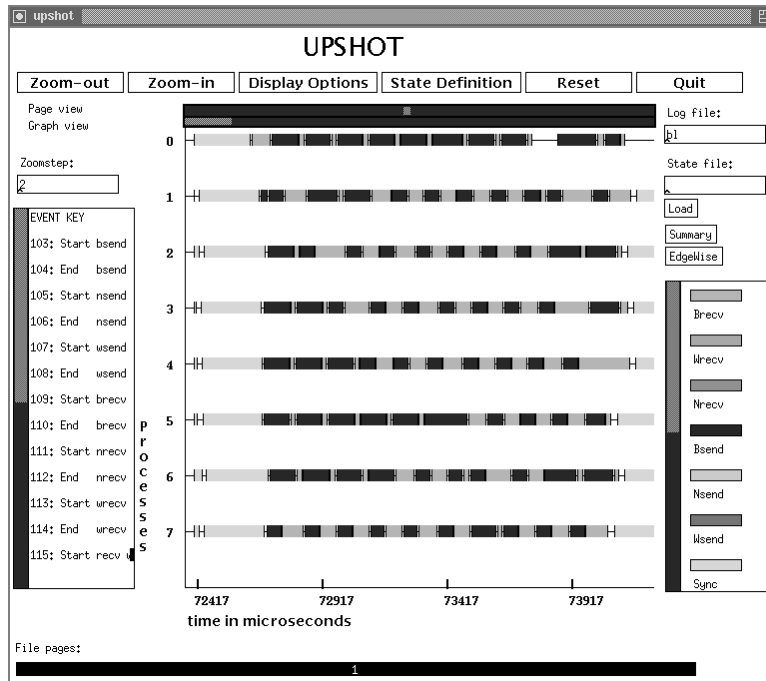 upshot
UPSHOT
Zoom-out Zoom-in Display Options State Definition Reset Quit
Page view
Graph view
Zoomstep:
2
EVENT KEY
103: Start bsend
104: End bsend
105: Start nsend
106: End nsend
107: Start wsend
108: End wsend
109: Start brecv
110: End brecv
111: Start nrecv
112: End nrecv
113: Start wrecv
114: End wrecv
115: Start recv
Processes
0
1
2
3
4
5
6
7
72417 72917 73417 73917
time in microseconds
Log file:
bl
State file:
Load
Summary
EdgeWise
Brecv
Wrecv
Nrecv
Bsend
Nsend
Wsend
Sync
File pages:
1